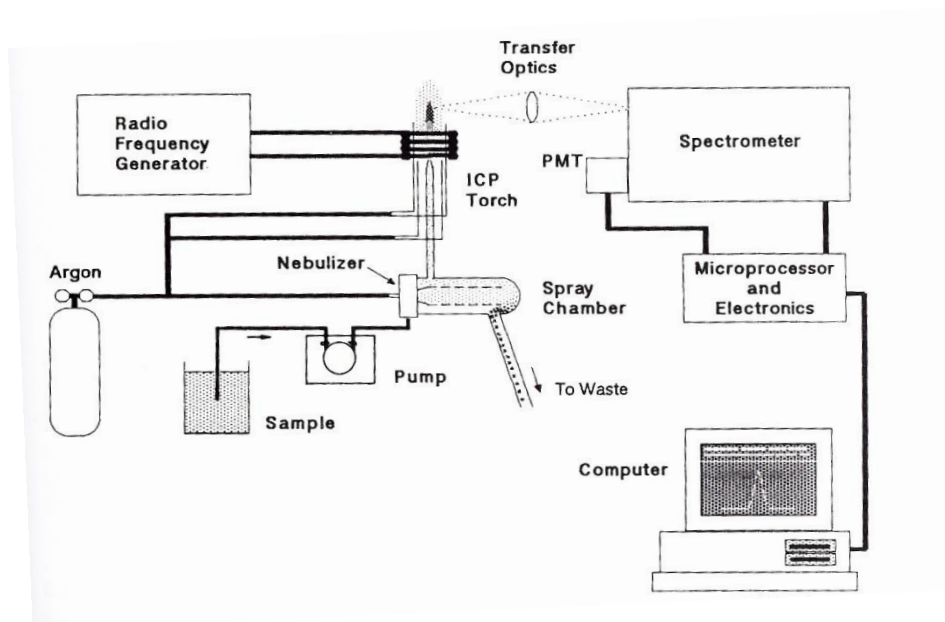 Transfer
Optics
Radio
Frequency
Generator
Spectrometer
PMT
ICP
Torch
Argon
Nebulizer
Microprocessor
and
Electronics
Spray
Chamber
Pump
To Waste
Sample
Computer